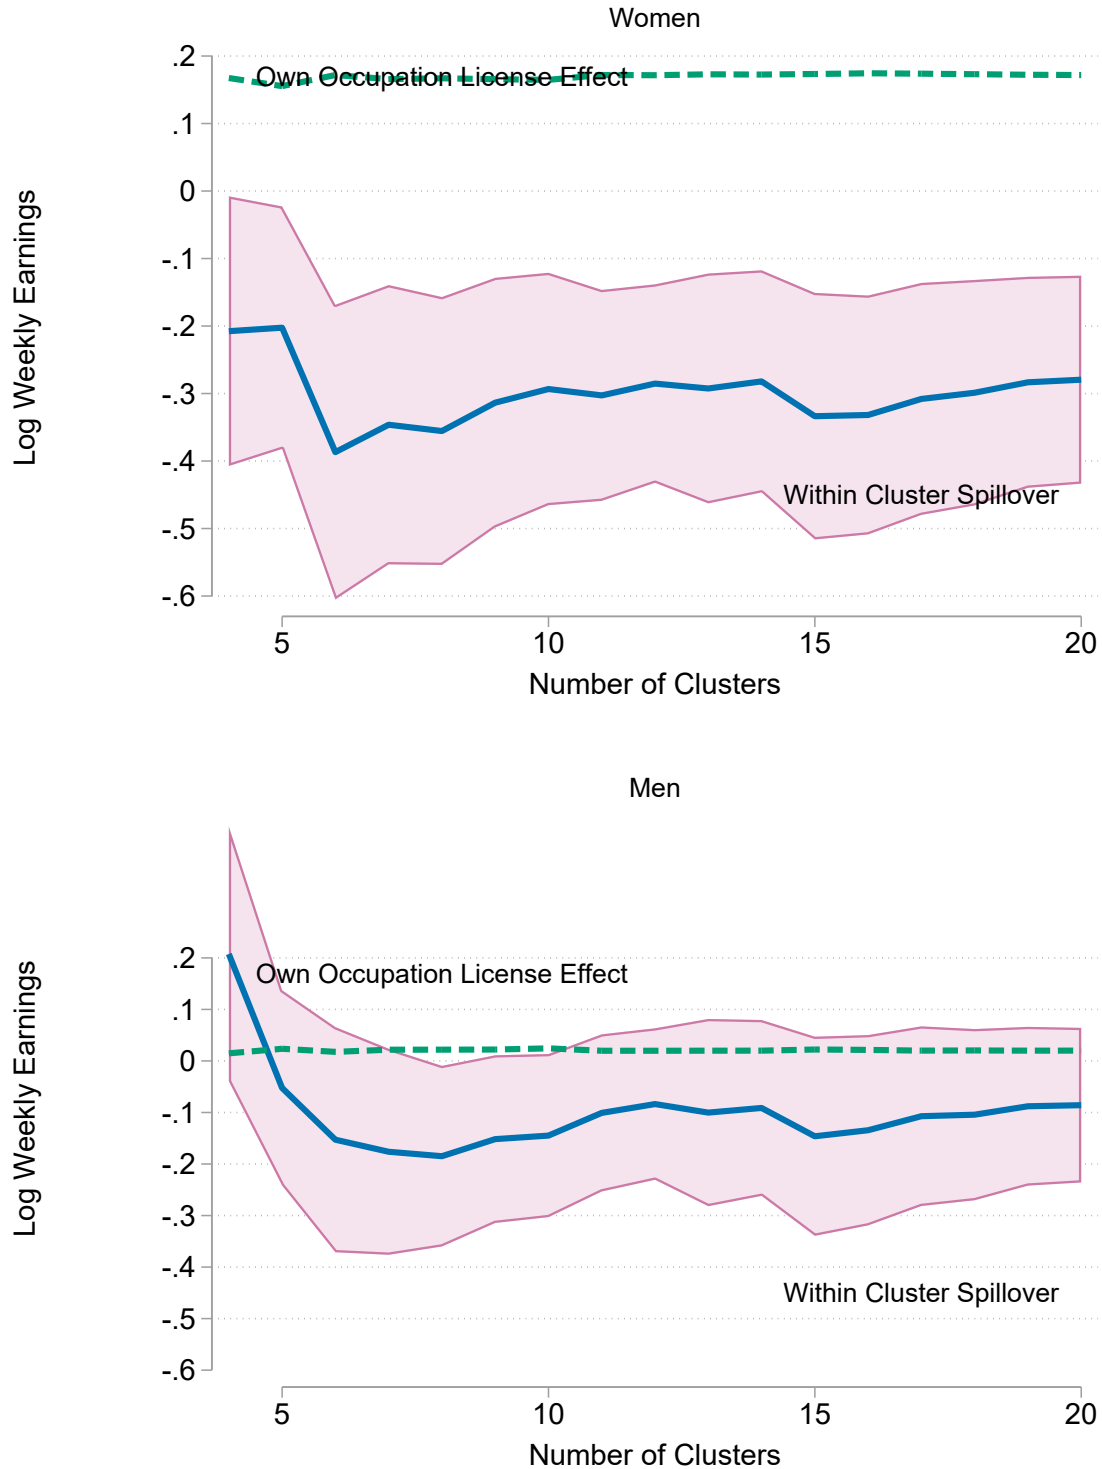 Women
Log Weekly Earnings
.2
.1
0
-.1
-.2
-.3
-.4
-.5
-.6
Own Occupation License Effect
Within Cluster Spillover
5 10 15 20
Number of Clusters
Men
Log Weekly Earnings
.2
.1
0
-.1
-.2
-.3
-.4
-.5
-.6
Own Occupation License Effect
Within Cluster Spillover
5 10 15 20
Number of Clusters